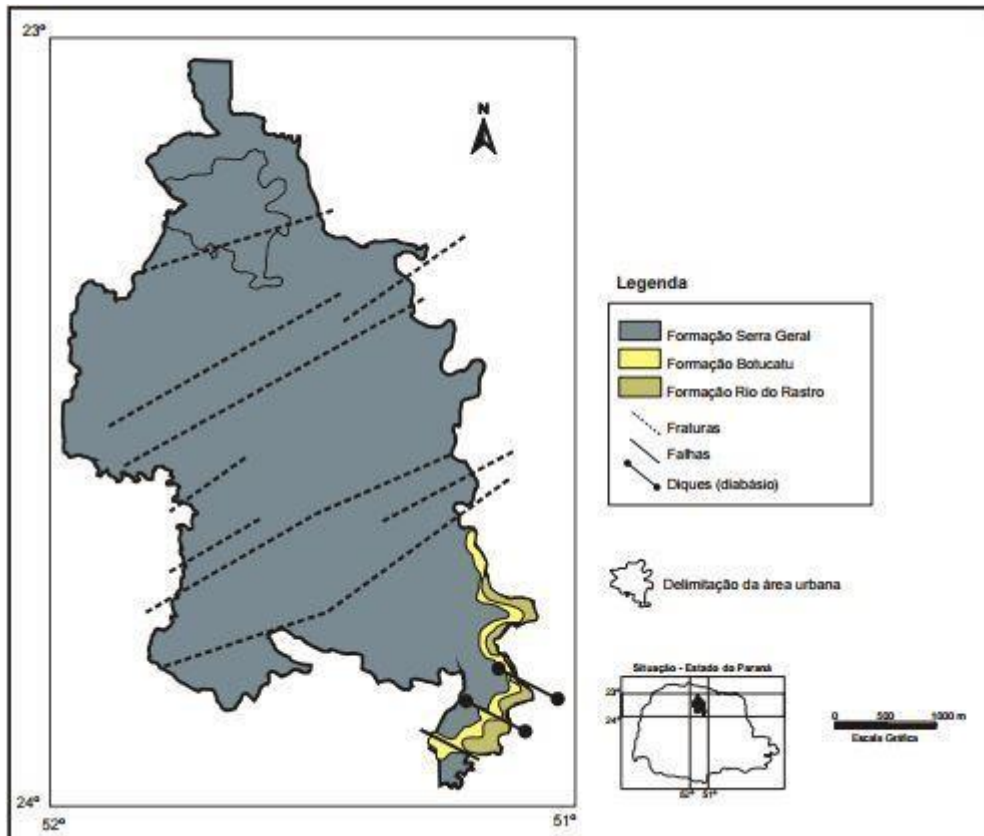 23º
N
Legenda
Formação Serra Geral
Formação Botucatu
Formação Rio do Rastro
Fraturas
Falhas
Diques (diabásio)
Delimitação da área urbana
Situação - Estado do Paraná
23º
24º
52º 51º
0 500 1000 m
Escala Gráfica
24º
52º
51º